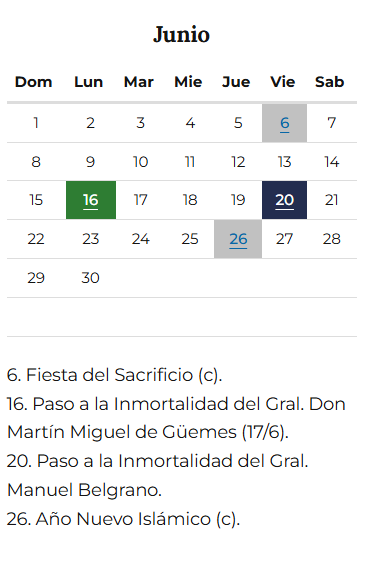 Junio
Dom Lun Mar Mie Jue Vie Sab
1 2 3 4 5 6 7
8 9 10 11 12 13 14
15 16 17 18 19 20 21
22 23 24 25 26 27 28
29 30
6. Fiesta del Sacrificio (c).
16. Paso a la Inmortalidad del Gral. Don
Martín Miguel de Güemes (17/6).
20. Paso a la Inmortalidad del Gral.
Manuel Belgrano.
26. Año Nuevo Islámico (c).